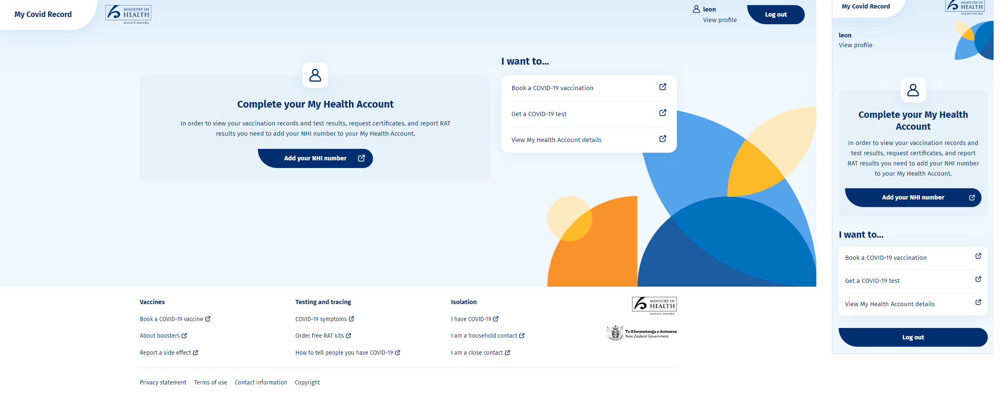 My Covid Record
MINISTRY OF
HEALTH
MANATŪ HAUORA
leon
View profile
Log out
I want to...
Complete your My Health Account
In order to view your vaccination records and test results, request certificates, and report RAT
results you need to add your NHI number to your My Health Account.
Add your NHI number
Book a COVID-19 vaccination
Get a COVID-19 test
View My Health Account details
Vaccines
Book a COVID-19 vaccine
About boosters
Report a side effect
Testing and tracing
COVID-19 symptoms
Order free RAT kits
How to tell people you have COVID-19
Isolation
I have COVID-19
I am a household contact
I am a close contact
MINISTRY OF
HEALTH
MANATU HAUORA
Te Kāwanatanga o Aotearoa
New Zealand Government
Privacy statement Terms of use Contact information Copyright
My Covid Record
MINISTRY OF
HEALTH
MANATU HAUORA
leon
View profile
Complete your My Health
Account
In order to view your vaccination records and
test results, request certificates, and report
RAT results you need to add your NHI number
to your My Health Account.
Add your NHI number
I want to...
Book a COVID-19 vaccination
Get a COVID-19 test
View My Health Account details
Log out